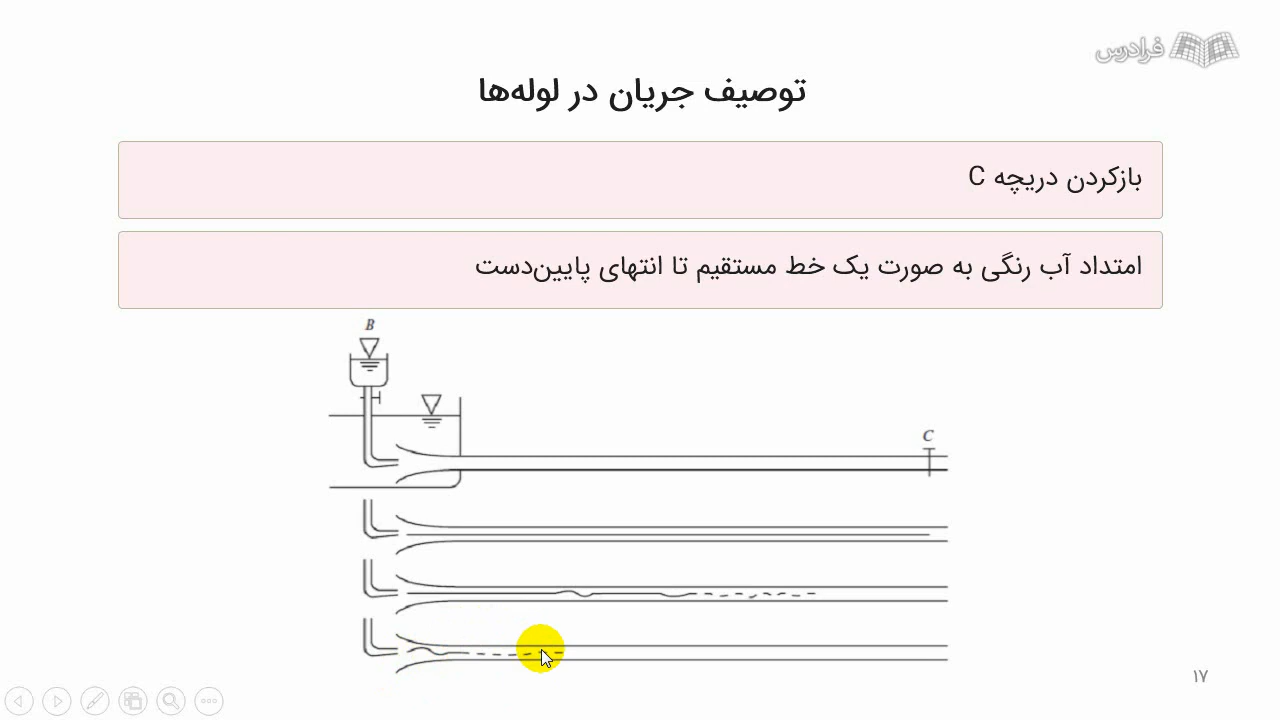 فرادرس
توصیف جریان در لوله‌ها
بازکردن دریچه C
امتداد آب رنگی به صورت یک خط مستقیم تا انتهای پایین‌دست
B
C
۱۷